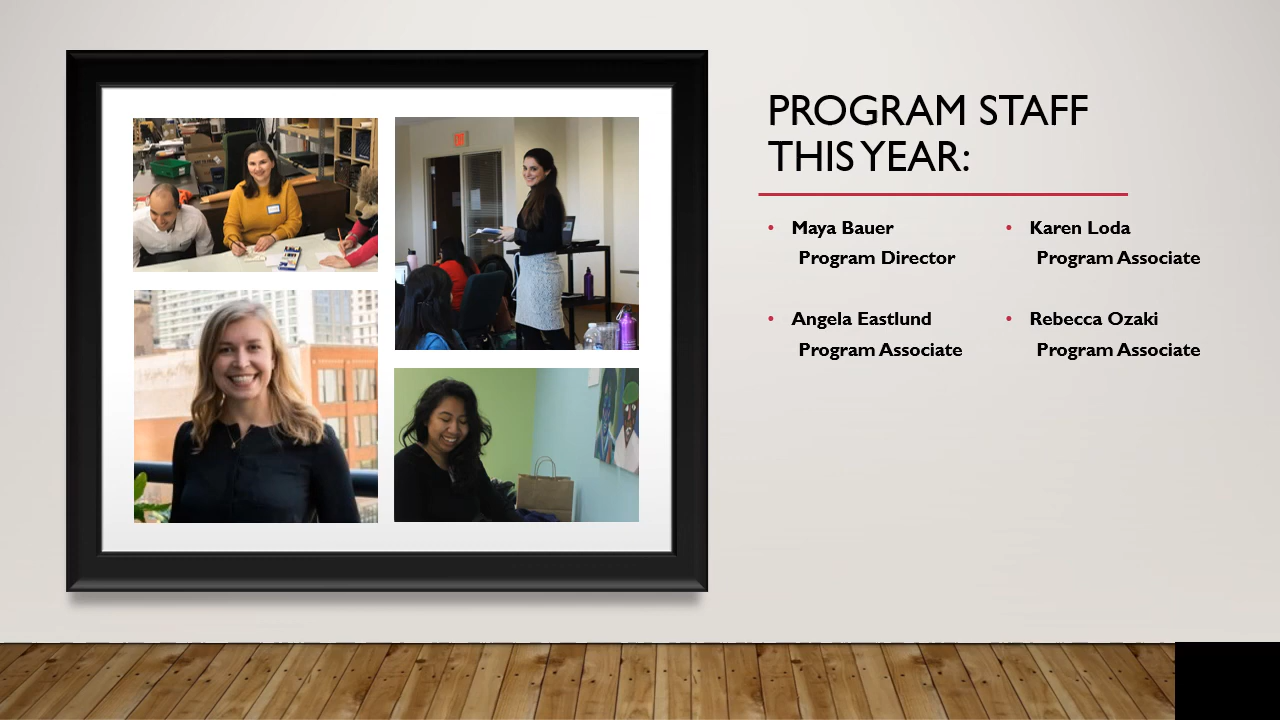 PROGRAM STAFF
THIS YEAR:
• Maya Bauer
Program Director
• Angela Eastlund
Program Associate
• Karen Loda
Program Associate
• Rebecca Ozaki
Program Associate